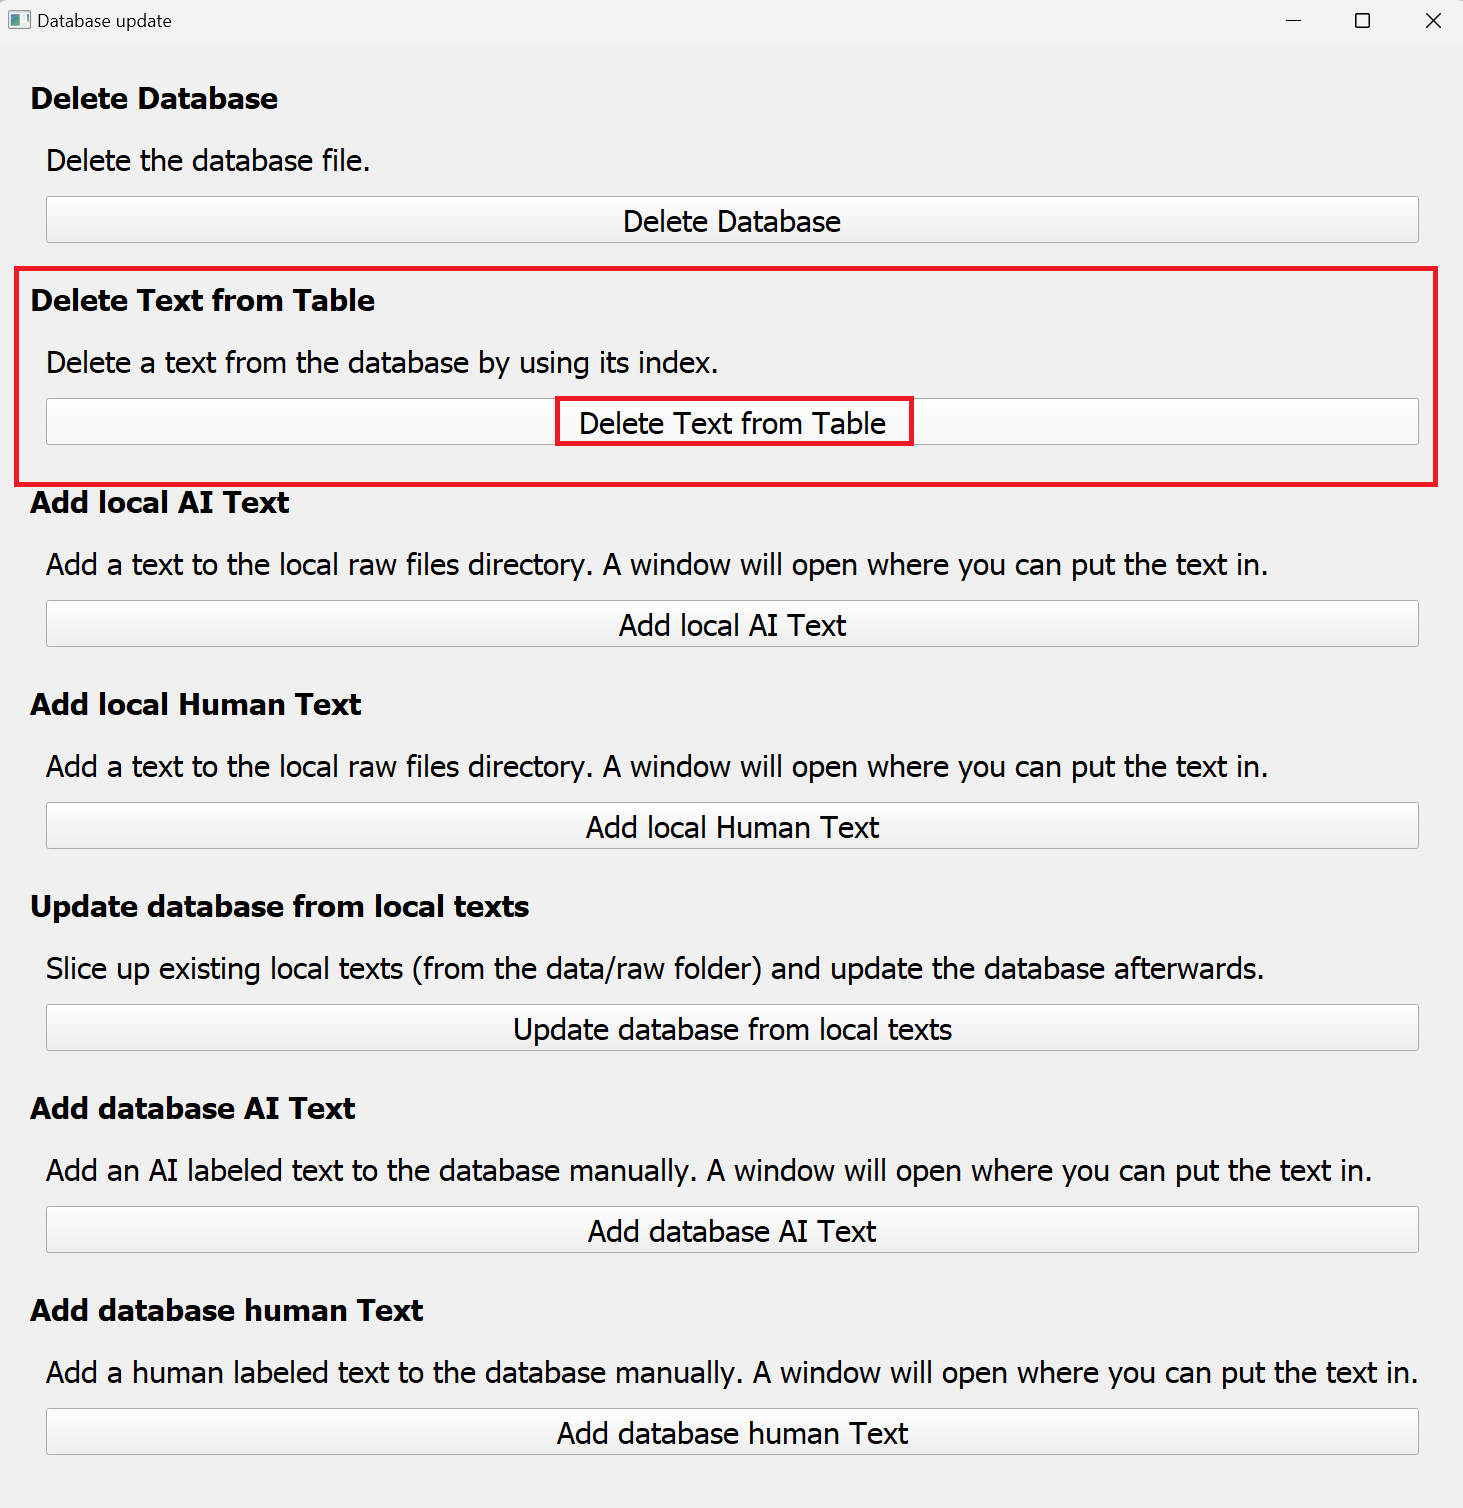 Database update
Delete Database
Delete the database file.
Delete Database
Delete Text from Table
Delete a text from the database by using its index.
Delete Text from Table
Add local AI Text
Add a text to the local raw files directory. A window will open where you can put the text in.
Add local AI Text
Add local Human Text
Add a text to the local raw files directory. A window will open where you can put the text in.
Add local Human Text
Update database from local texts
Slice up existing local texts (from the data/raw folder) and update the database afterwards.
Update database from local texts
Add database AI Text
Add an AI labeled text to the database manually. A window will open where you can put the text in.
Add database AI Text
Add database human Text
Add a human labeled text to the database manually. A window will open where you can put the text in.
Add database human Text